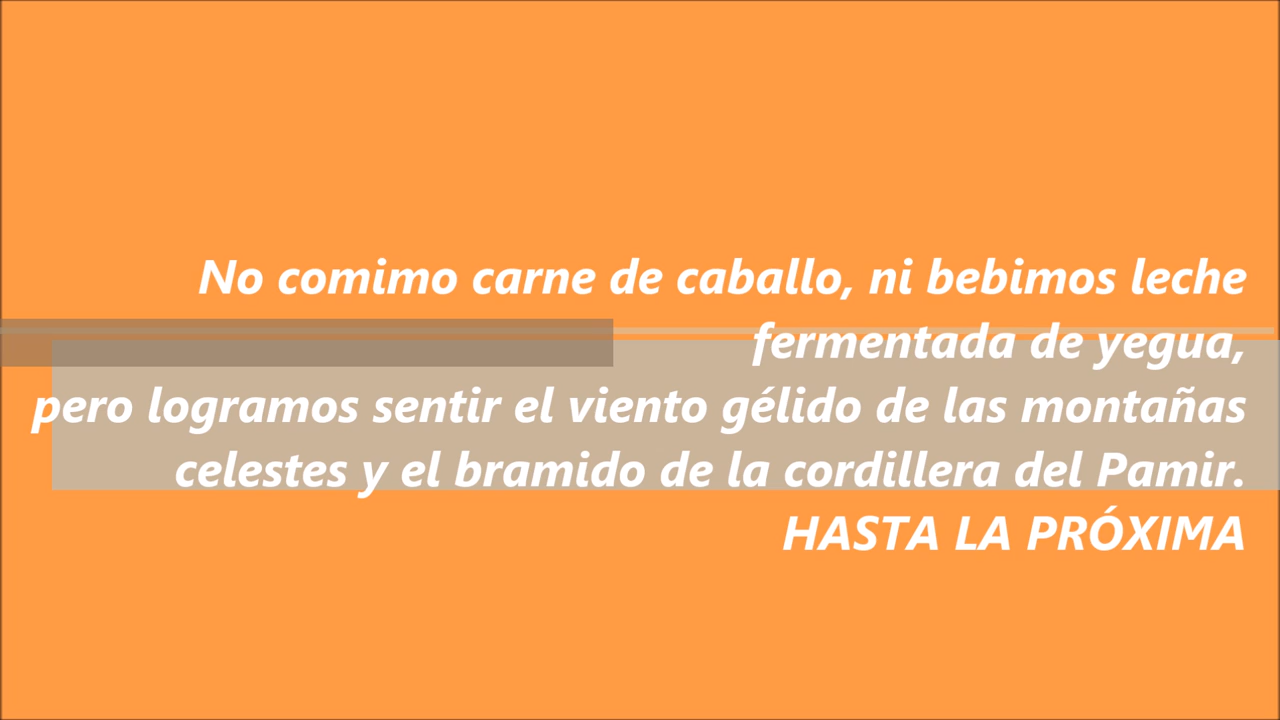 No comimo carne de caballo, ni bebimos leche
fermentada de yegua,
pero logramos sentir el viento gélido de las montañas
celestes y el bramido de la cordillera del Pamir.
HASTA LA PRÓXIMA